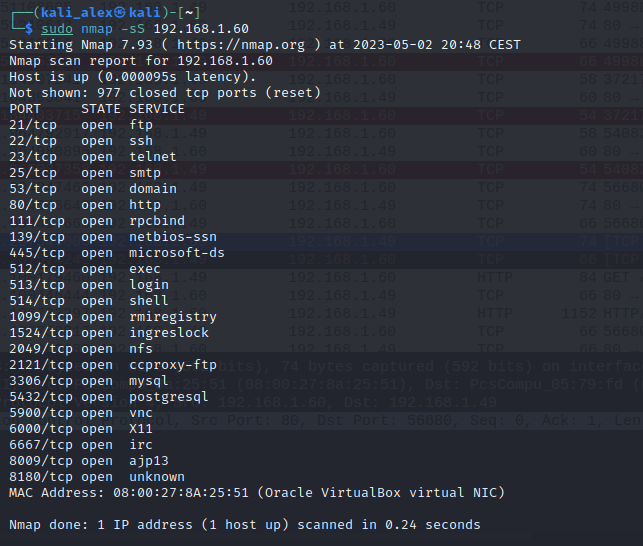 ┌──(kali_alex㉿kali)-[~]
└─$ sudo nmap -sS 192.168.1.60
Starting Nmap 7.93 ( https://nmap.org ) at 2023-05-02 20:48 CEST
Nmap scan report for 192.168.1.60
Host is up (0.000095s latency).
Not shown: 977 closed tcp ports (reset)
PORT     STATE SERVICE
21/tcp   open  ftp
22/tcp   open  ssh
23/tcp   open  telnet
25/tcp   open  smtp
53/tcp   open  domain
80/tcp   open  http
111/tcp  open  rpcbind
139/tcp  open  netbios-ssn
445/tcp  open  microsoft-ds
512/tcp  open  exec
513/tcp  open  login
514/tcp  open  shell
1099/tcp open  rmiregistry
1524/tcp open  ingreslock
2049/tcp open  nfs
2121/tcp open  ccproxy-ftp
3306/tcp open  mysql
5432/tcp open  postgresql
5900/tcp open  vnc
6000/tcp open  X11
6667/tcp open  irc
8009/tcp open  ajp13
8180/tcp open  unknown
MAC Address: 08:00:27:8A:25:51 (Oracle VirtualBox virtual NIC)

Nmap done: 1 IP address (1 host up) scanned in 0.24 seconds